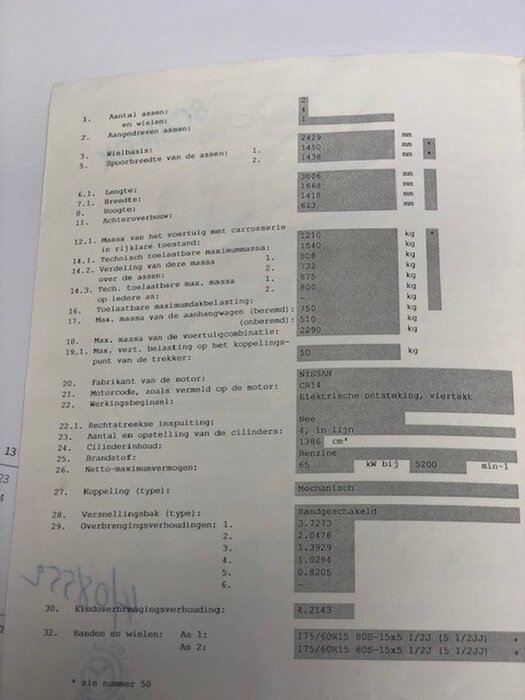 1. Aantal assen: 2
en wielen: 4
2. Aangedreven assen: 1
3. Wielbasis: 1. 2429 mm
5. Spoorbreedte van de assen: 1450 mm *
2. 1438 mm *
6.1. Lengte: 3806 mm
7.1. Breedte: 1668 mm
8. Hoogte: 1418 mm
11. Achteroverbouw: 613 mm
12.1. Massa van het voertuig met carrosserie
in rijklare toestand: 1210 kg *
14.1. Technisch toelaatbare maximummassa: 1540 kg
14.2. Verdeling van deze massa 1. 808 kg
over de assen: 2. 732 kg
14.3. Tech. toelaatbare max. massa 1. 875 kg
op iedere as: 2. 800 kg
16. Toelaatbare maximumdakbelasting: - kg
17. Max. massa van de aanhangwagen (beremd): 750 kg
(onberemd): 510 kg
18. Max. massa van de voertuigcombinatie: 2290 kg
19.1. Max. vert. belasting op het koppelings-
punt van de trekker: 50 kg
20. Fabrikant van de motor: NISSAN
21. Motorcode, zoals vermeld op de motor: CR14
22. Werkingsbeginsel: Elektrische ontsteking, viertakt
22.1. Rechtstreekse inspuiting: Nee
23. Aantal en opstelling van de cilinders: 4, in lijn
24. Cilinderinhoud: 1386 cm³
25. Brandstof: Benzine
26. Netto-maximumvermogen: 65 kW bij 5200 min-1
27. Koppeling (type): Mechanisch
28. Versnellingsbak (type): Handgeschakeld
29. Overbrengingsverhoudingen: 1. 3.7273
2. 2.0476
3. 1.3929
4. 1.0294
5. 0.8205
6. -
30. Eindoverbrengingsverhouding: 4.2143
32. Banden en wielen: As 1: 175/60R15 80S-15x5 1/2J (5 1/2JJ) *
As 2: 175/60R15 80S-15x5 1/2J (5 1/2JJ) *
* zie nummer 50
13
23
4